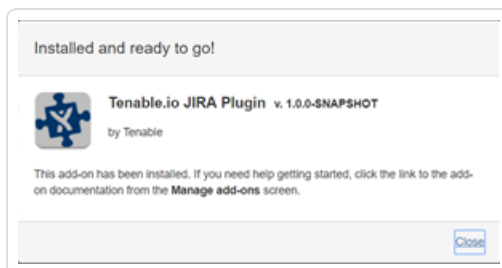 Installed and ready to go!
Tenable.io JIRA Plugin v. 1.0.0-SNAPSHOT
by Tenable
This add-on has been installed. If you need help getting started, click the link to the add-
on documentation from the Manage add-ons screen.
Close